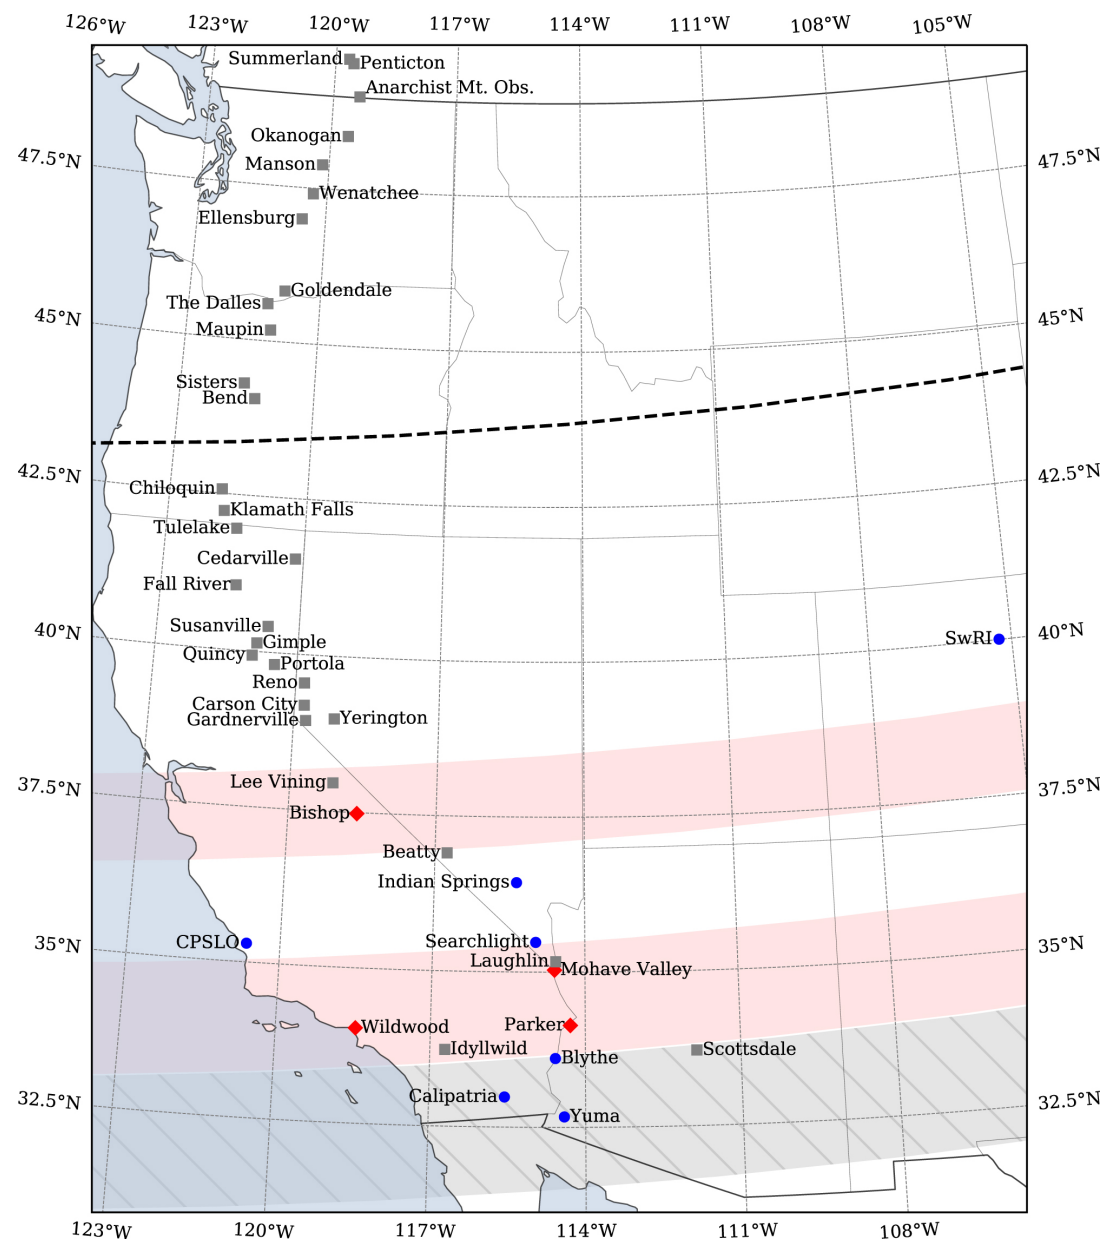 126°W 123°W 120°W 117°W 114°W 111°W 108°W 105°W
Summerland
Penticton
Anarchist Mt. Obs.
Okanogan
47.5°N
Manson
47.5°N
Wenatchee
Ellensburg
Goldendale
The Dalles
45°N
45°N
Maupin
Sisters
Bend
42.5°N
42.5°N
Chiloquin
Klamath Falls
Tulelake
Cedarville
Fall River
Susanville
40°N
40°N
Gimple
SwRI
Quincy
Portola
Reno
Carson City
Gardnerville
Yerington
Lee Vining
37.5°N
37.5°N
Bishop
Beatty
Indian Springs
CPSLO
Searchlight
35°N
35°N
Laughlin
Mohave Valley
Wildwood
Parker
Idyllwild
Scottsdale
Blythe
Calipatria
32.5°N
32.5°N
Yuma
123°W 120°W 117°W 114°W 111°W 108°W